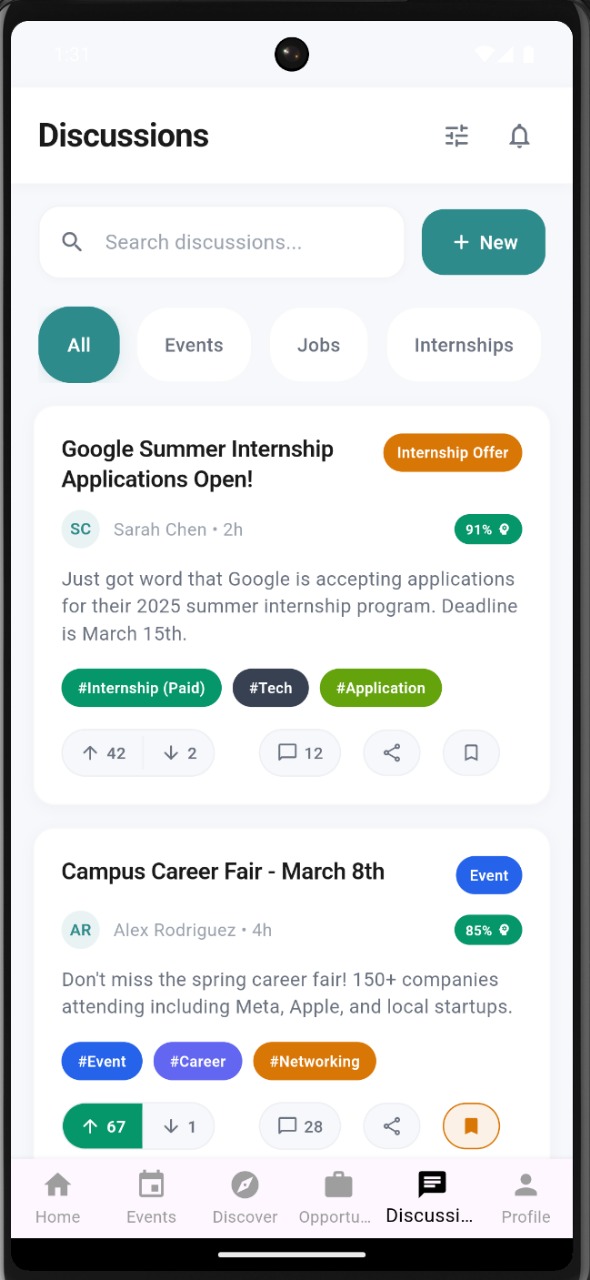 1:31
Discussions
Search discussions...
+ New
All
Events
Jobs
Internships
Google Summer Internship
Applications Open!
Internship Offer
SC
Sarah Chen • 2h
91%
Just got word that Google is accepting applications
for their 2025 summer internship program. Deadline
is March 15th.
#Internship (Paid)
#Tech
#Application
42
2
12
Campus Career Fair - March 8th
Event
AR
Alex Rodriguez • 4h
85%
Don't miss the spring career fair! 150+ companies
attending including Meta, Apple, and local startups.
#Event
#Career
#Networking
67
1
28
Home
Events
Discover
Opportu...
Discussi...
Profile